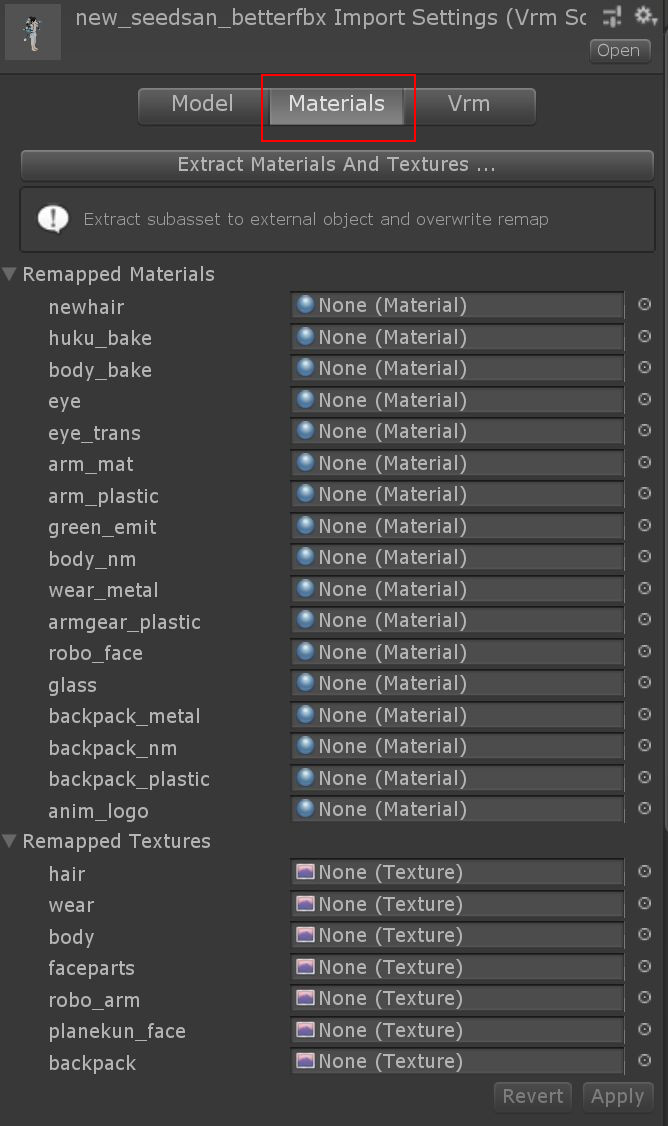 new_seedsan_betterfbx Import Settings (Vrm Sc
Open
Model Materials Vrm
Extract Materials And Textures ...
Extract subasset to external object and overwrite remap
Remapped Materials
newhair None (Material)
huku_bake None (Material)
body_bake None (Material)
eye None (Material)
eye_trans None (Material)
arm_mat None (Material)
arm_plastic None (Material)
green_emit None (Material)
body_nm None (Material)
wear_metal None (Material)
armgear_plastic None (Material)
robo_face None (Material)
glass None (Material)
backpack_metal None (Material)
backpack_nm None (Material)
backpack_plastic None (Material)
anim_logo None (Material)
Remapped Textures
hair None (Texture)
wear None (Texture)
body None (Texture)
faceparts None (Texture)
robo_arm None (Texture)
planekun_face None (Texture)
backpack None (Texture)
Revert Apply